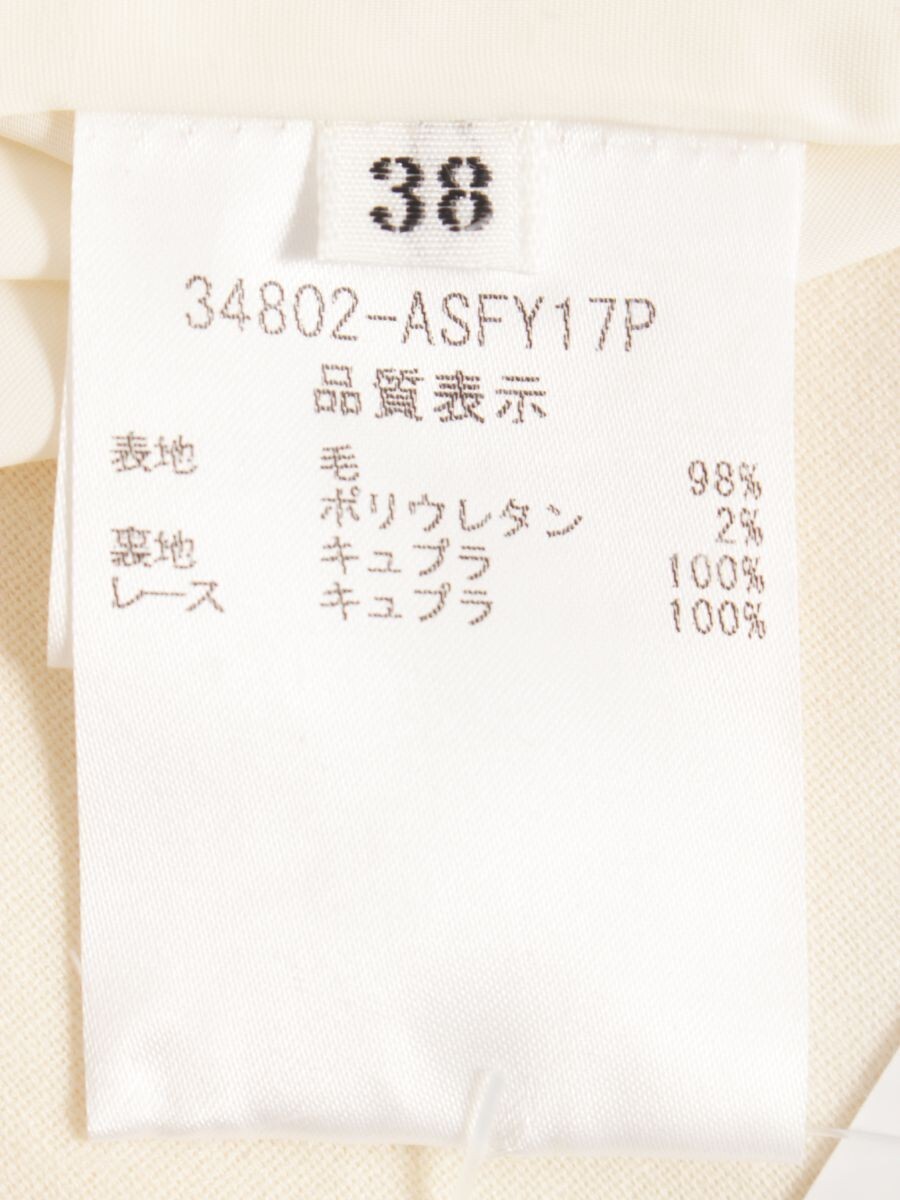 38
34802-ASFY17P
品質表示
表地 毛 98%
ポリウレタン 2%
裏地 キュプラ 100%
レース キュプラ 100%